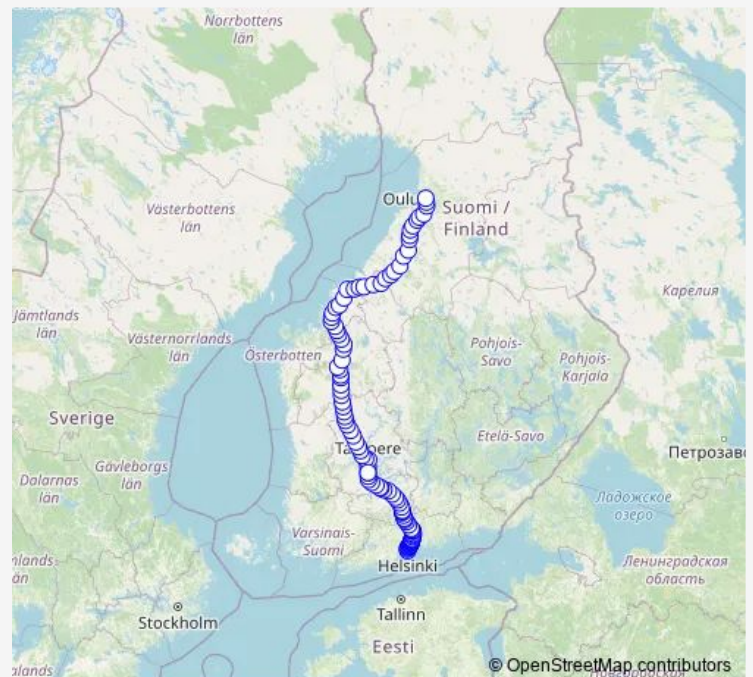 Norrbottens
län
Oulu
Suomi /
Finland
Västerbottens
län
Карелия
Jämtlands
län
Västernorrlands
län
Österbotten
Pohjois-
Savo
Pohjois-
Karjala
Sverige
Etelä-Savo
Gävleborgs
län
Dalarnas
län
Петрозаво
Ладожское
озеро
Varsinais-
Suomi
Helsinki
Ленинградская
область
Stockholm
Tallinn
Eesti
© OpenStreetMap contributors